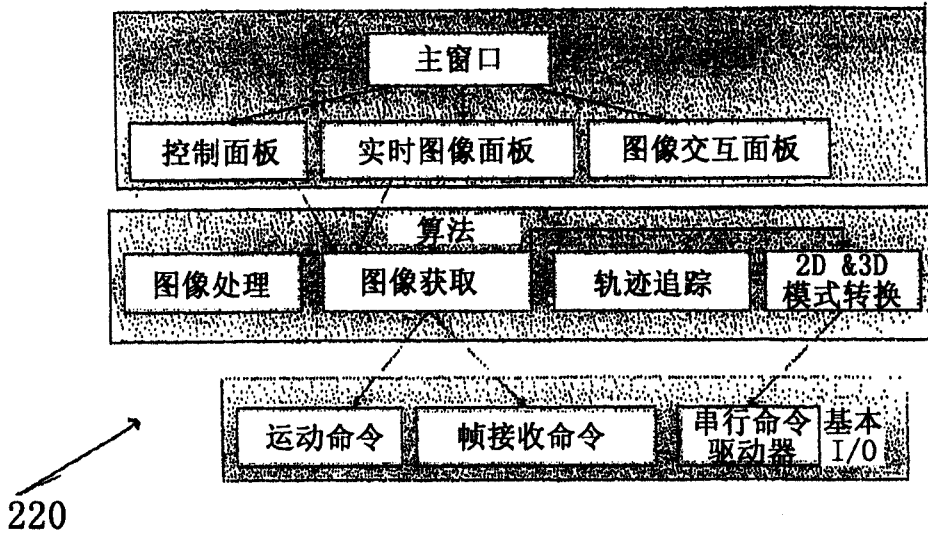 主窗口
控制面板
实时图像面板
图像交互面板
算法
图像处理
图像获取
轨迹追踪
2D &3D
模式转换
运动命令
帧接收命令
串行命令
驱动器
基本
I/O
220